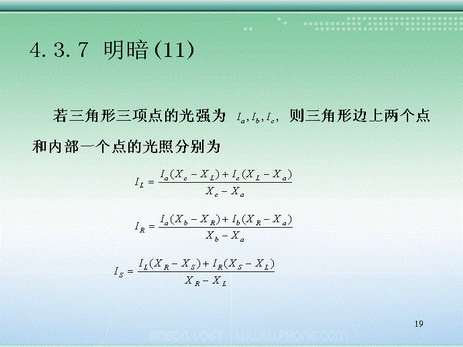 4.3.7 明暗(11)
若三角形三项点的光强为 I_a,I_b,I_c, 则三角形边上两个点
和内部一个点的光照分别为
I_L = (I_a(X_c − X_L) + I_c(X_L − X_a)) / (X_c − X_a)
I_R = (I_a(X_b − X_R) + I_b(X_R − X_a)) / (X_b − X_a)
I_S = (I_L(X_R − X_S) + I_R(X_S − X_L)) / (X_R − X_L)
19